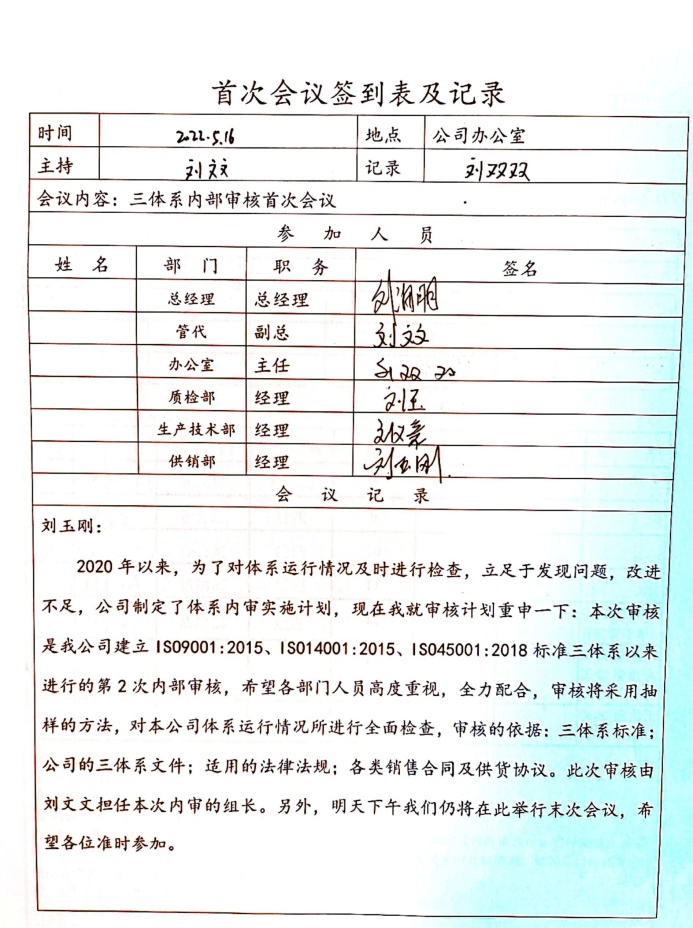 首次会议签到表及记录
时间 2022.5.16 地点 公司办公室
主持 刘文文 记录 刘双双
会议内容：三体系内部审核首次会议
参 加 人 员
姓 名 部 门 职 务 签名
总经理 总经理
管代 副总 刘文文
办公室 主任 刘双双
质检部 经理
生产技术部 经理
供销部 经理 刘玉刚
会 议 记 录
刘玉刚：
2020年以来，为了对体系运行情况及时进行检查，立足于发现问题，改进
不足，公司制定了体系内审实施计划，现在我就审核计划重申一下：本次审核
是我公司建立 ISO9001:2015、ISO14001:2015、ISO45001:2018 标准三体系以来
进行的第2次内部审核，希望各部门人员高度重视，全力配合，审核将采用抽
样的方法，对本公司体系运行情况所进行全面检查，审核的依据：三体系标准；
公司的三体系文件；适用的法律法规；各类销售合同及供货协议。此次审核由
刘文文担任本次内审的组长。另外，明天下午我们仍将在此举行末次会议，希
望各位准时参加。